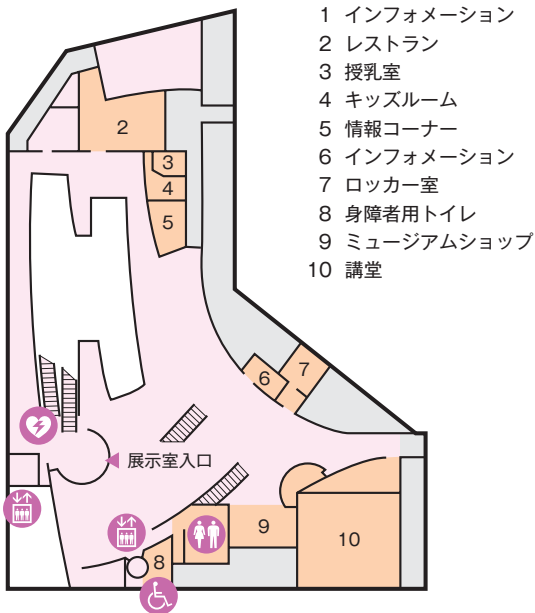 1 インフォメーション
2 レストラン
3 授乳室
4 キッズルーム
5 情報コーナー
6 インフォメーション
7 ロッカー室
8 身障者用トイレ
9 ミュージアムショップ
10 講堂
2
3
4
5
7
6
展示室入口
9
10
8